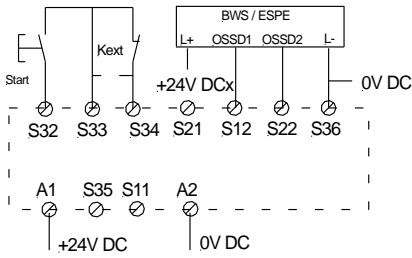 BWS / ESPE
L+ OSSD1 OSSD2 L-
Kext
Start
+24V DCx
0V DC
S32 S33 S34 S21 S12 S22 S36
A1 S35 S11 A2
+24V DC
0V DC